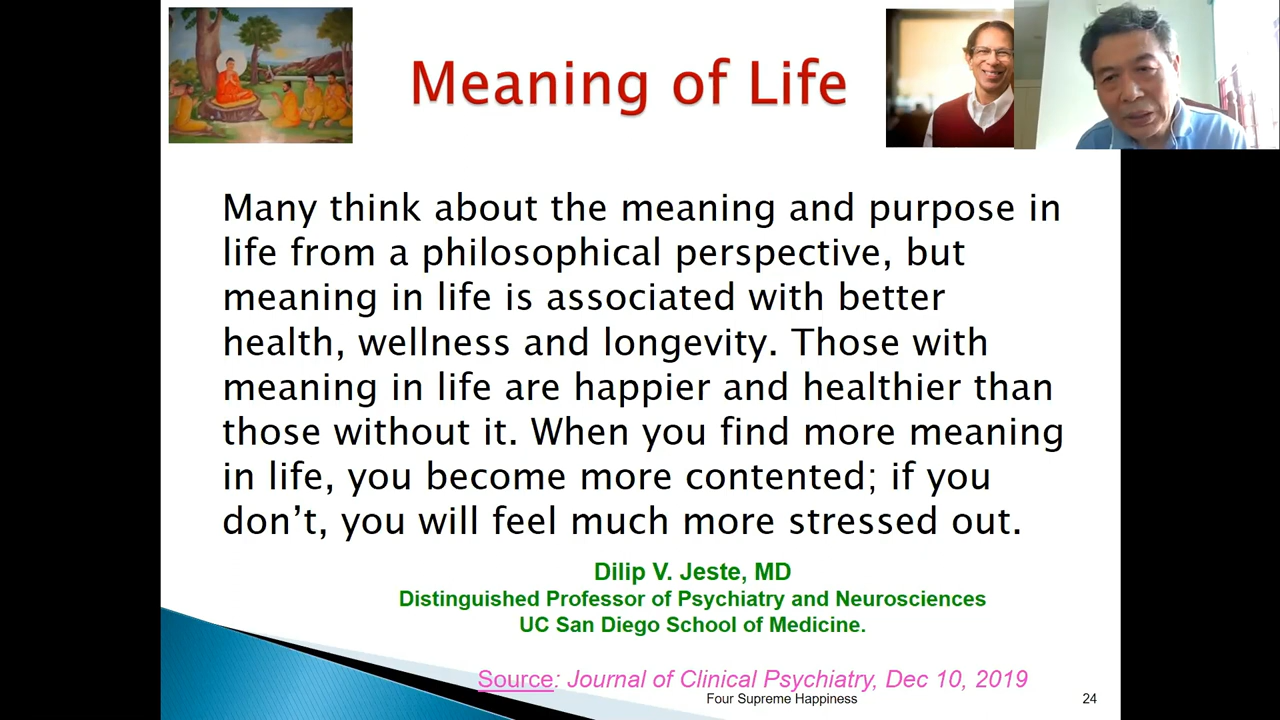 Meaning of Life
Many think about the meaning and purpose in
life from a philosophical perspective, but
meaning in life is associated with better
health, wellness and longevity. Those with
meaning in life are happier and healthier than
those without it. When you find more meaning
in life, you become more contented; if you
don’t, you will feel much more stressed out.
Dilip V. Jeste, MD
Distinguished Professor of Psychiatry and Neurosciences
UC San Diego School of Medicine.
Source: Journal of Clinical Psychiatry, Dec 10, 2019
Four Supreme Happiness 24